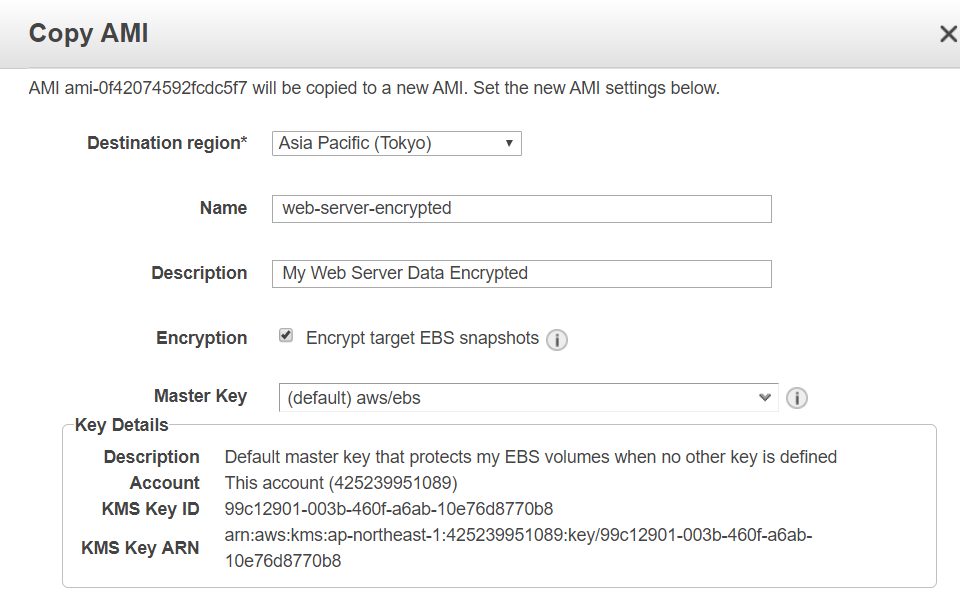 Copy AMI
AMI ami-0f42074592fcdc5f7 will be copied to a new AMI. Set the new AMI settings below.
Destination region* Asia Pacific (Tokyo)
Name web-server-encrypted
Description My Web Server Data Encrypted
Encryption Encrypt target EBS snapshots i
Master Key (default) aws/ebs i
Key Details
Description Default master key that protects my EBS volumes when no other key is defined
Account This account (425239951089)
KMS Key ID 99c12901-003b-460f-a6ab-10e76d8770b8
KMS Key ARN arn:aws:kms:ap-northeast-1:425239951089:key/99c12901-003b-460f-a6ab-
10e76d8770b8